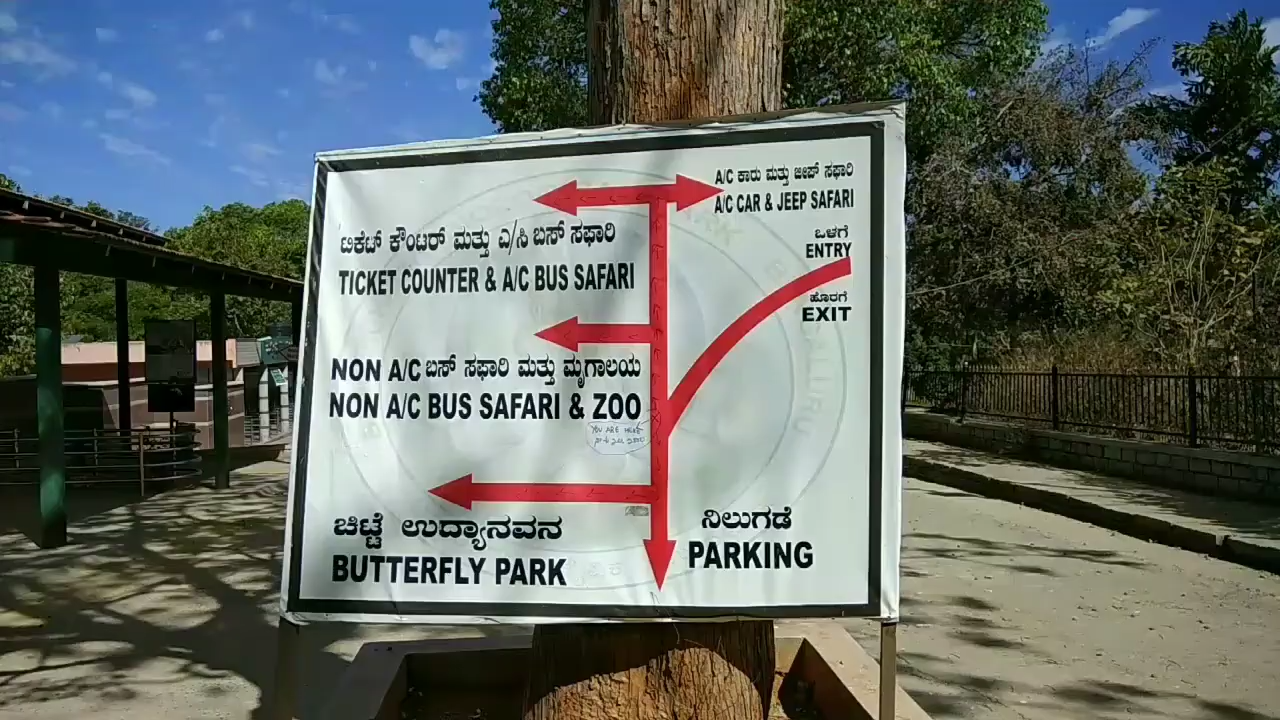 A/C ಕಾರು ಮತ್ತು ಜೀಪ್ ಸಫಾರಿ
A/C CAR & JEEP SAFARI
ಟಿಕೆಟ್ ಕೌಂಟರ್ ಮತ್ತು ಎ/ಸಿ ಬಸ್ ಸಫಾರಿ
TICKET COUNTER & A/C BUS SAFARI
ಒಳಗೆ
ENTRY
ಹೊರಗೆ
EXIT
NON A/C ಬಸ್ ಸಫಾರಿ ಮತ್ತು ಮೃಗಾಲಯ
NON A/C BUS SAFARI & ZOO
YOU ARE HERE
ಚಿಟ್ಟೆ ಉದ್ಯಾನವನ
BUTTERFLY PARK
ನಿಲುಗಡೆ
PARKING